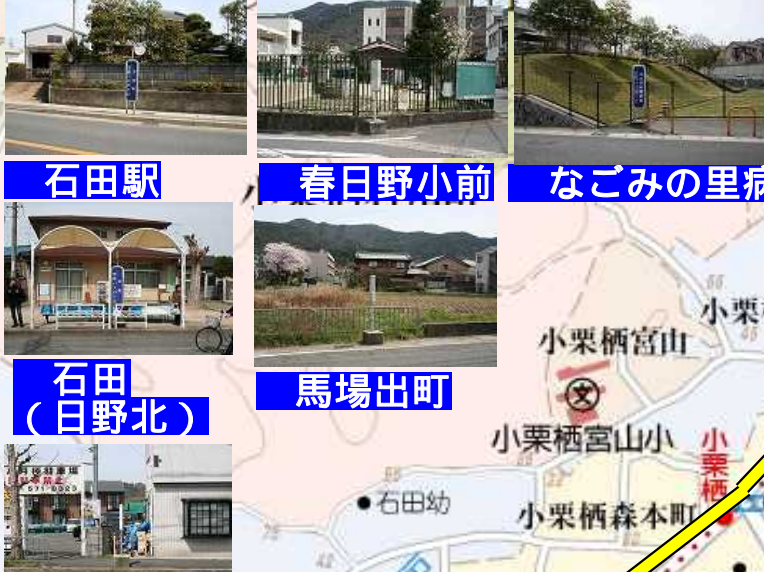 石田駅
春日野小前
なごみの里病
石田
（日野北）
馬場出町
小栗
小栗栖宮山
小栗栖宮山小
小栗栖
石田幼
小栗栖森本町